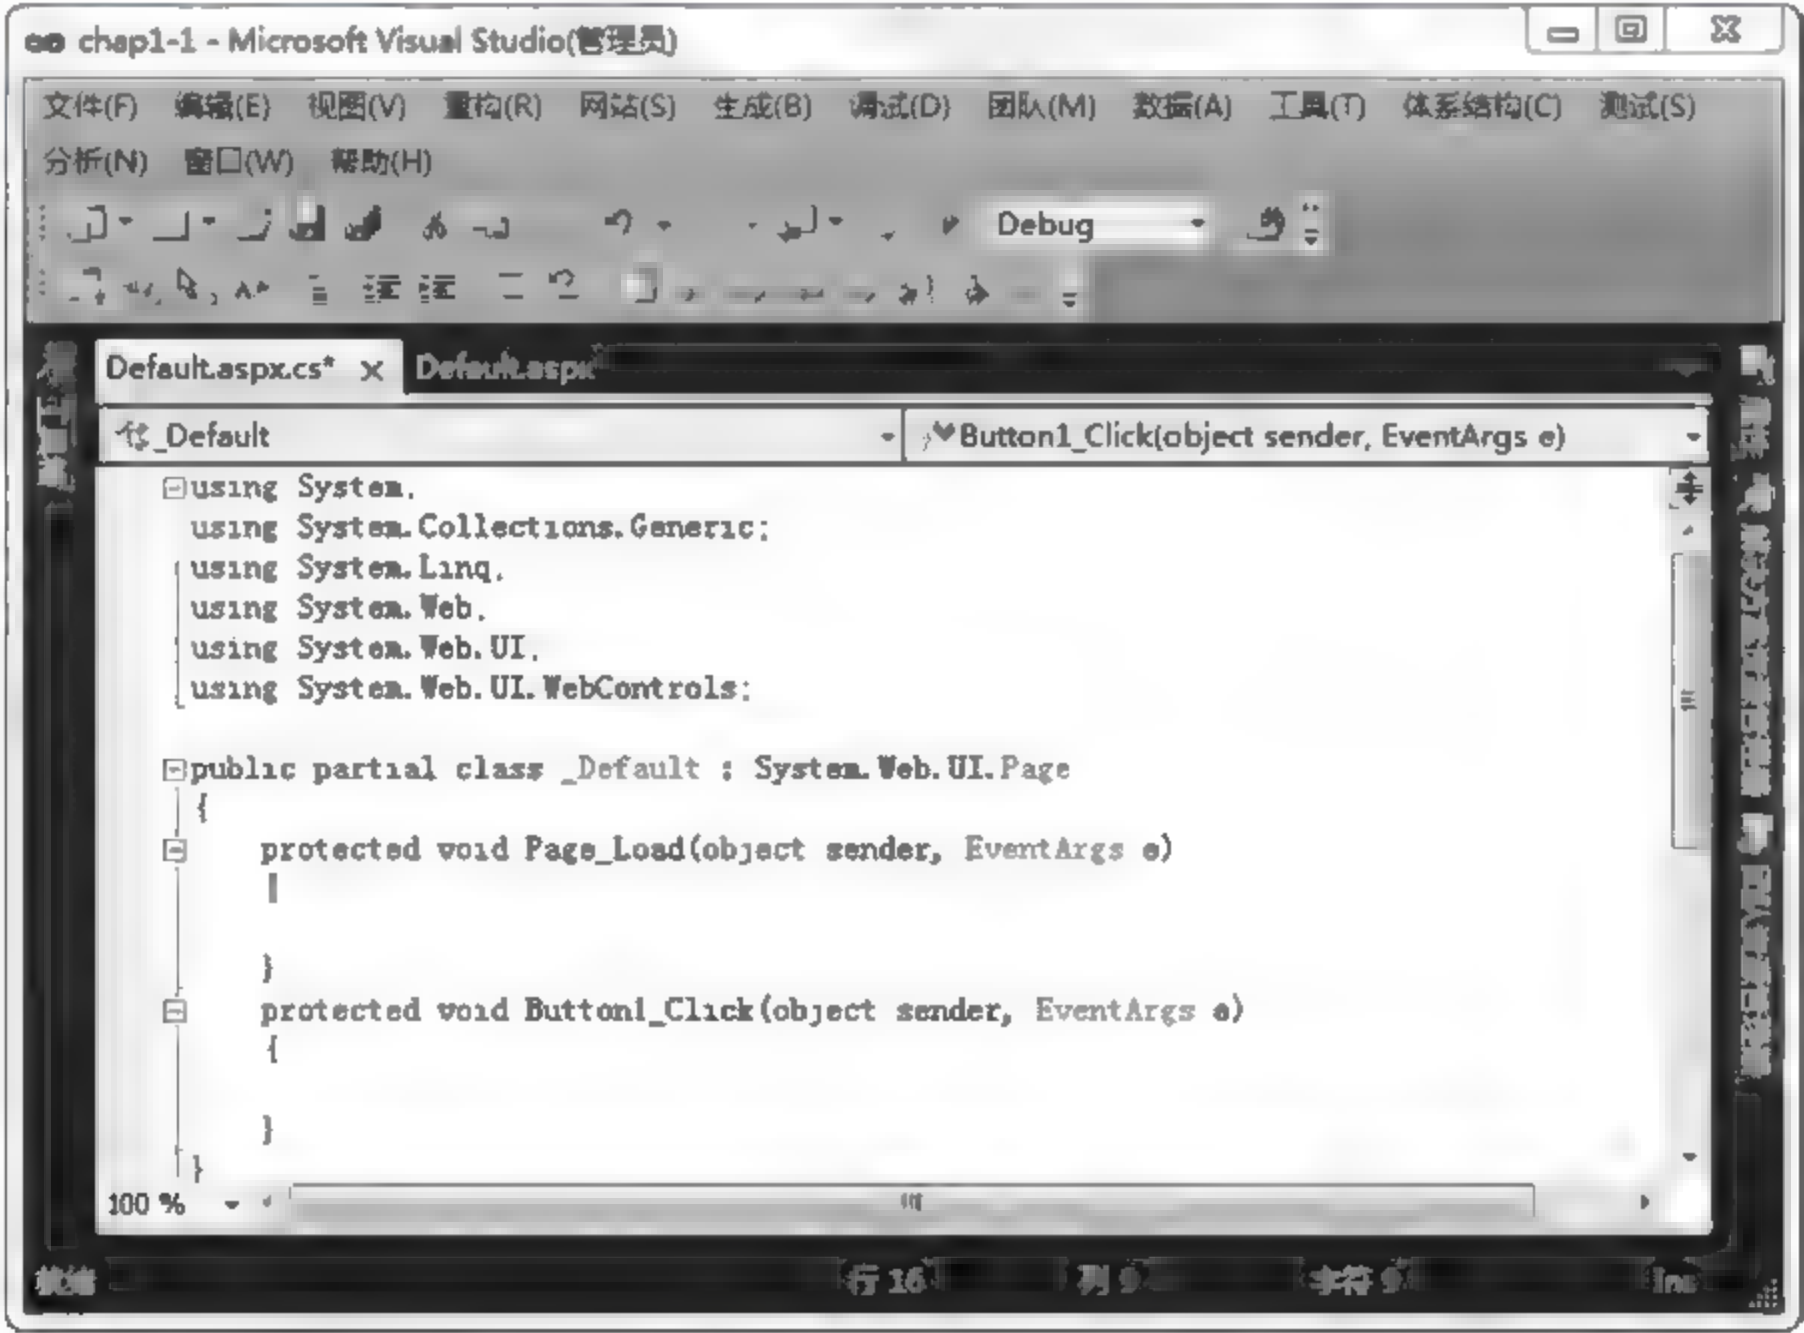 chap1-1 - Microsoft Visual Studio(管理员)
文件(F) 编辑(E) 视图(V) 重构(R) 网站(S) 生成(B) 调试(D) 团队(M) 数据(A) 工具(T) 体系结构(C) 测试(S)
分析(N) 窗口(W) 帮助(H)
Debug
Default.aspx.cs* Default.aspx
_Default Button1_Click(object sender, EventArgs e)
using System;
using System.Collections.Generic;
using System.Linq;
using System.Web;
using System.Web.UI;
using System.Web.UI.WebControls;
public partial class _Default : System.Web.UI.Page
{
protected void Page_Load(object sender, EventArgs e)
}
protected void Button1_Click(object sender, EventArgs e)
{
}
}
100 %
就绪 行 16 列 9 字符 9 Ins